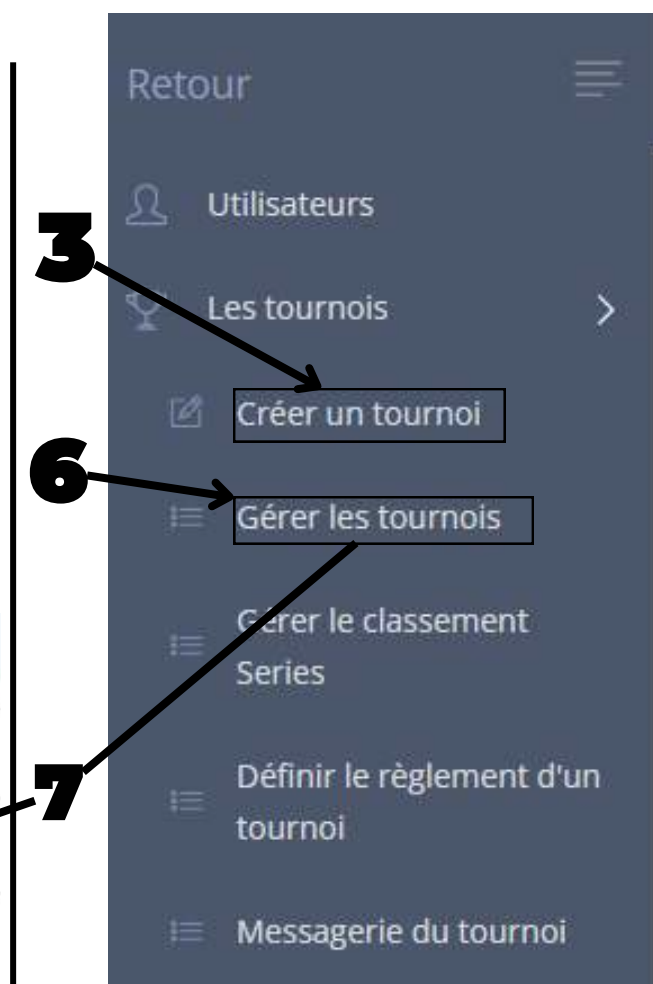 Retour
Utilisateurs
3
Les tournois
Créer un tournoi
6
Gérer les tournois
Gérer le classement
Series
7
Définir le règlement d'un
tournoi
Messagerie du tournoi